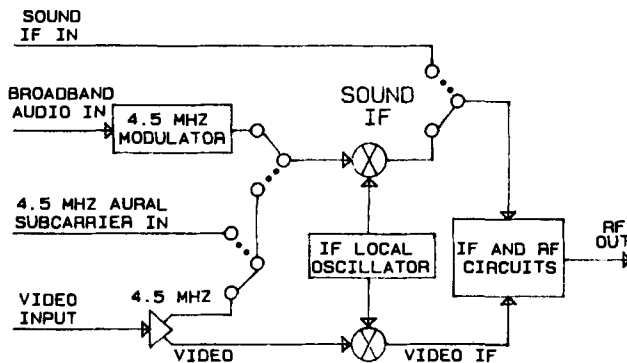 SOUND
IF IN
BROADBAND
AUDIO IN
4.5 MHZ
MODULATOR
SOUND
IF
4.5 MHZ AURAL
SUBCARRIER IN
IF LOCAL
OSCILLATOR
IF AND RF
CIRCUITS
RF
OUT
VIDEO
INPUT
4.5 MHZ
VIDEO
VIDEO IF